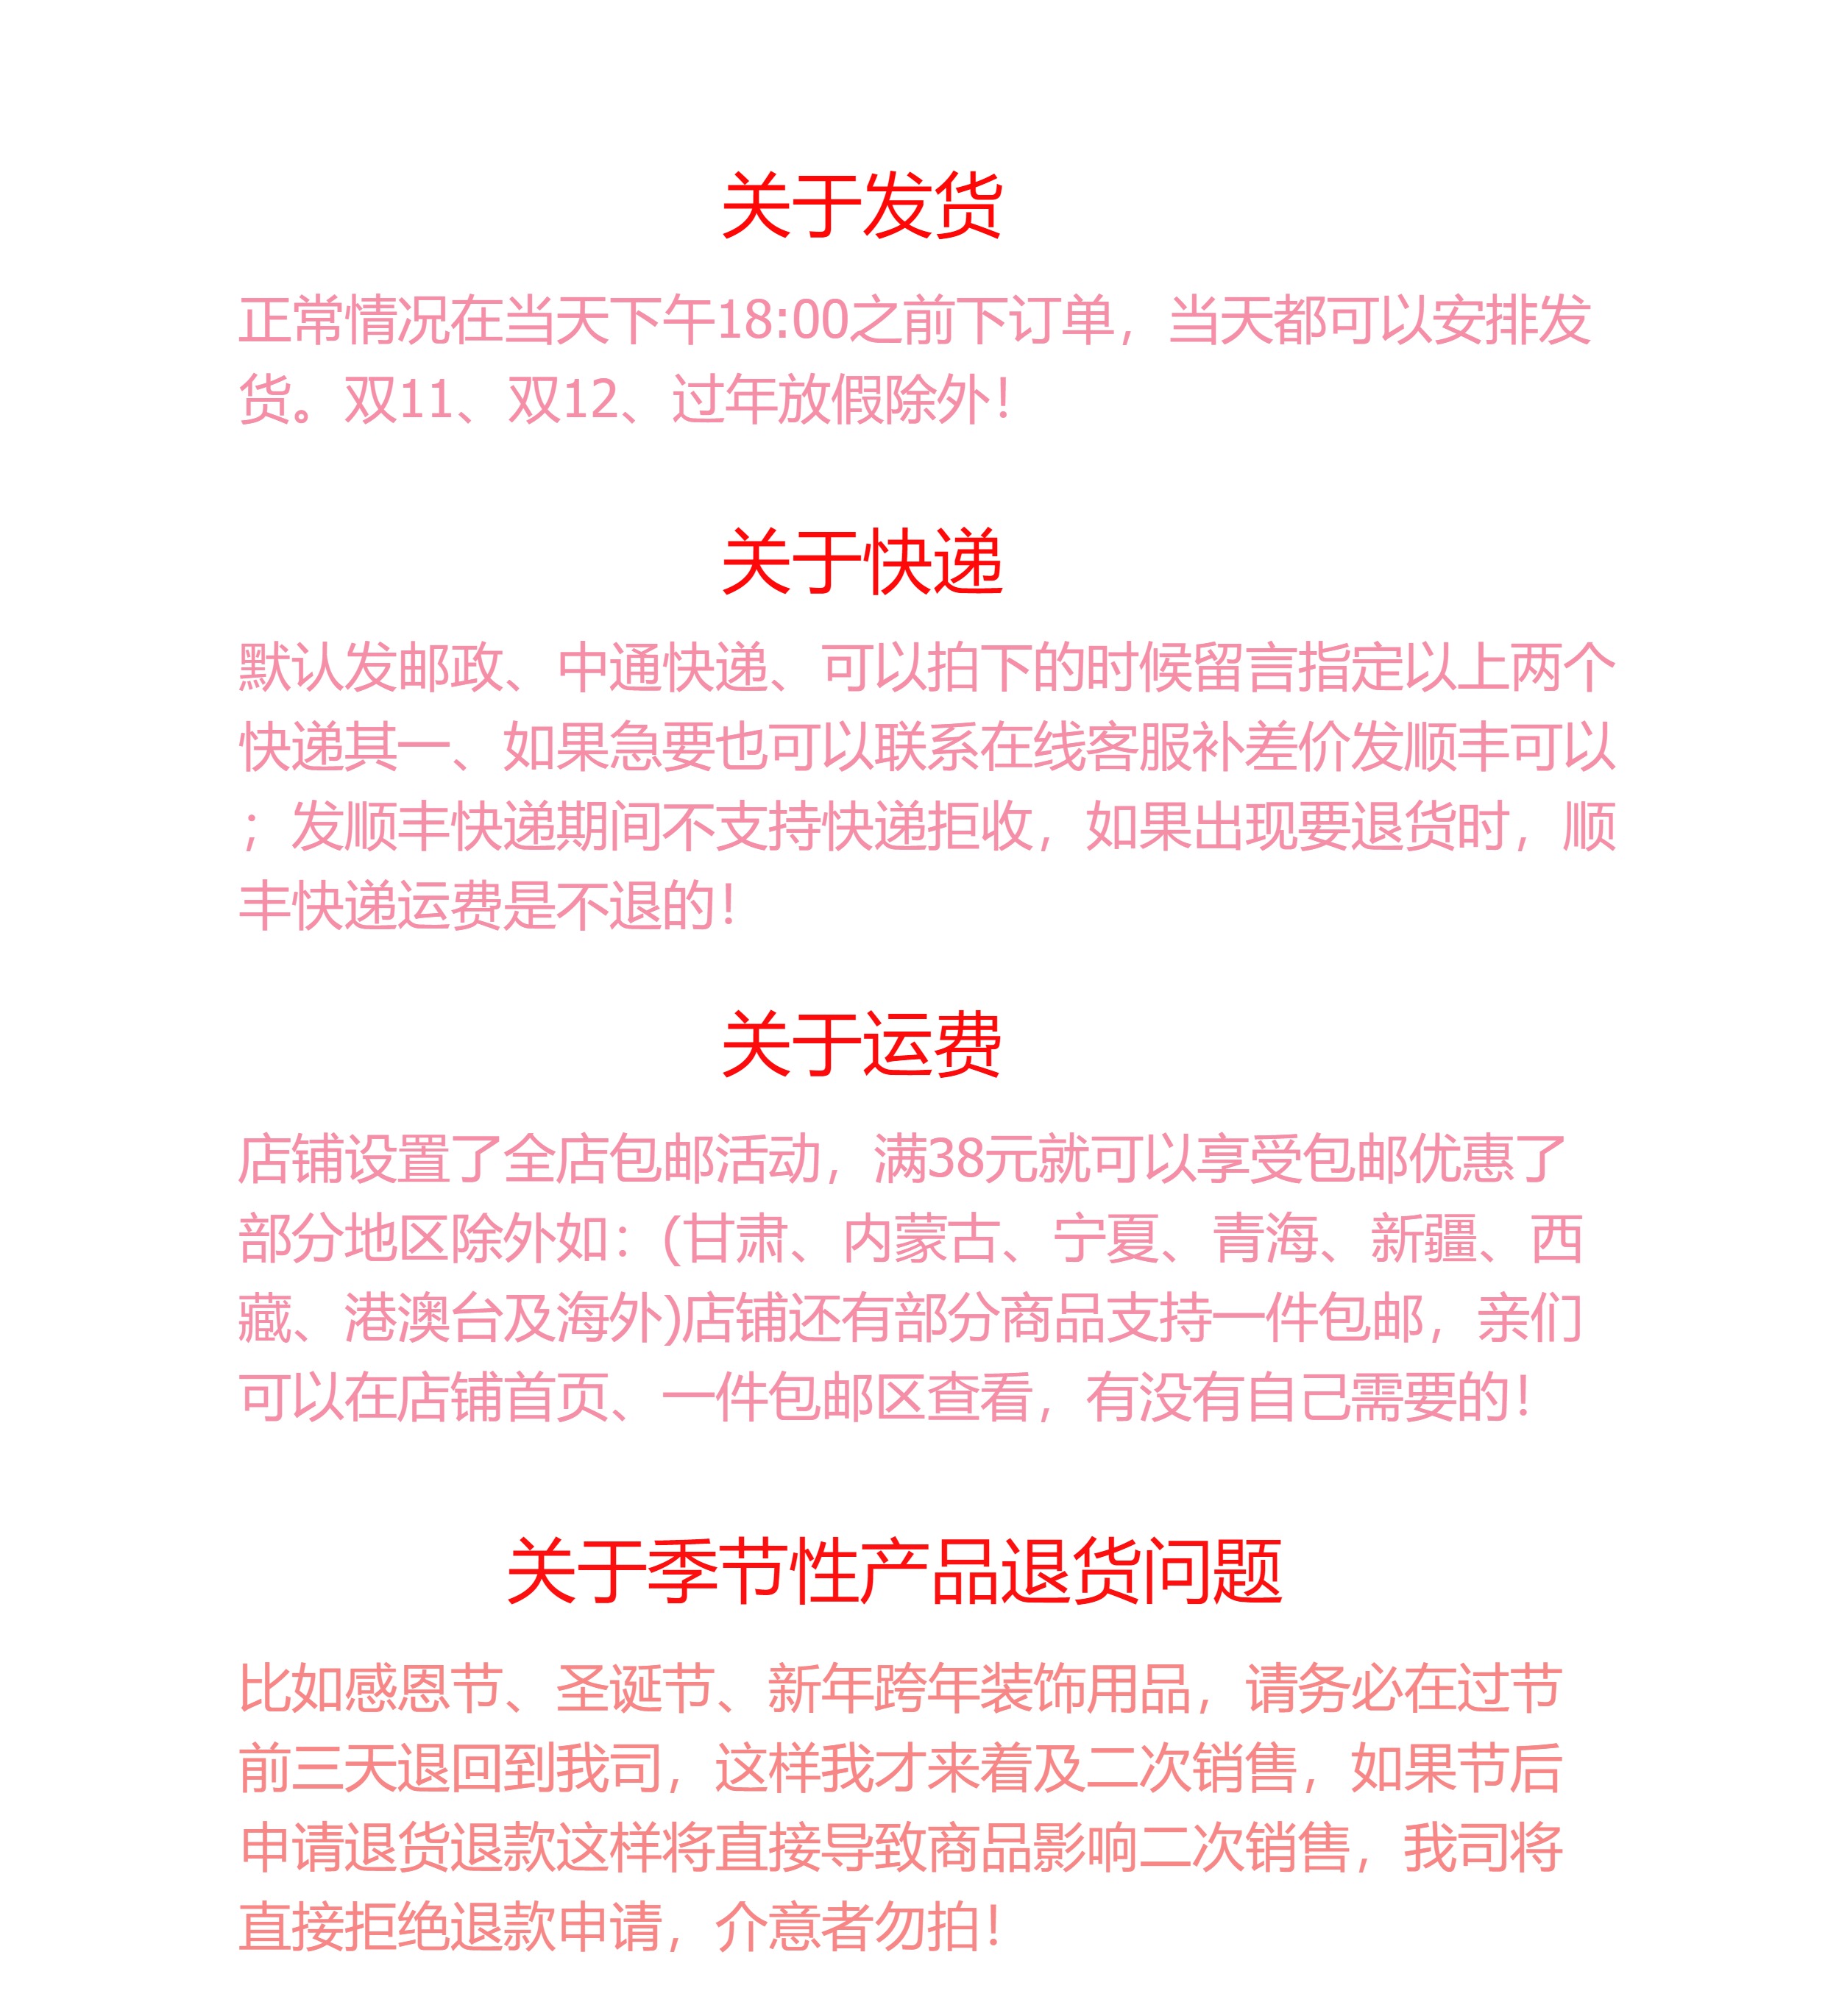 关于发货
正常情况在当天下午18:00之前下订单，当天都可以安排发
货。双11、双12、过年放假除外！
关于快递
默认发邮政、中通快递、可以拍下的时候留言指定以上两个
快递其一、如果急要也可以联系在线客服补差价发顺丰可以
；发顺丰快递期间不支持快递拒收，如果出现要退货时，顺
丰快递运费是不退的！
关于运费
店铺设置了全店包邮活动，满38元就可以享受包邮优惠了
部分地区除外如：(甘肃、内蒙古、宁夏、青海、新疆、西
藏、港澳台及海外)店铺还有部分商品支持一件包邮，亲们
可以在店铺首页、一件包邮区查看，有没有自己需要的！
关于季节性产品退货问题
比如感恩节、圣诞节、新年跨年装饰用品，请务必在过节
前三天退回到我司，这样我才来着及二次销售，如果节后
申请退货退款这样将直接导致商品影响二次销售，我司将
直接拒绝退款申请，介意者勿拍！